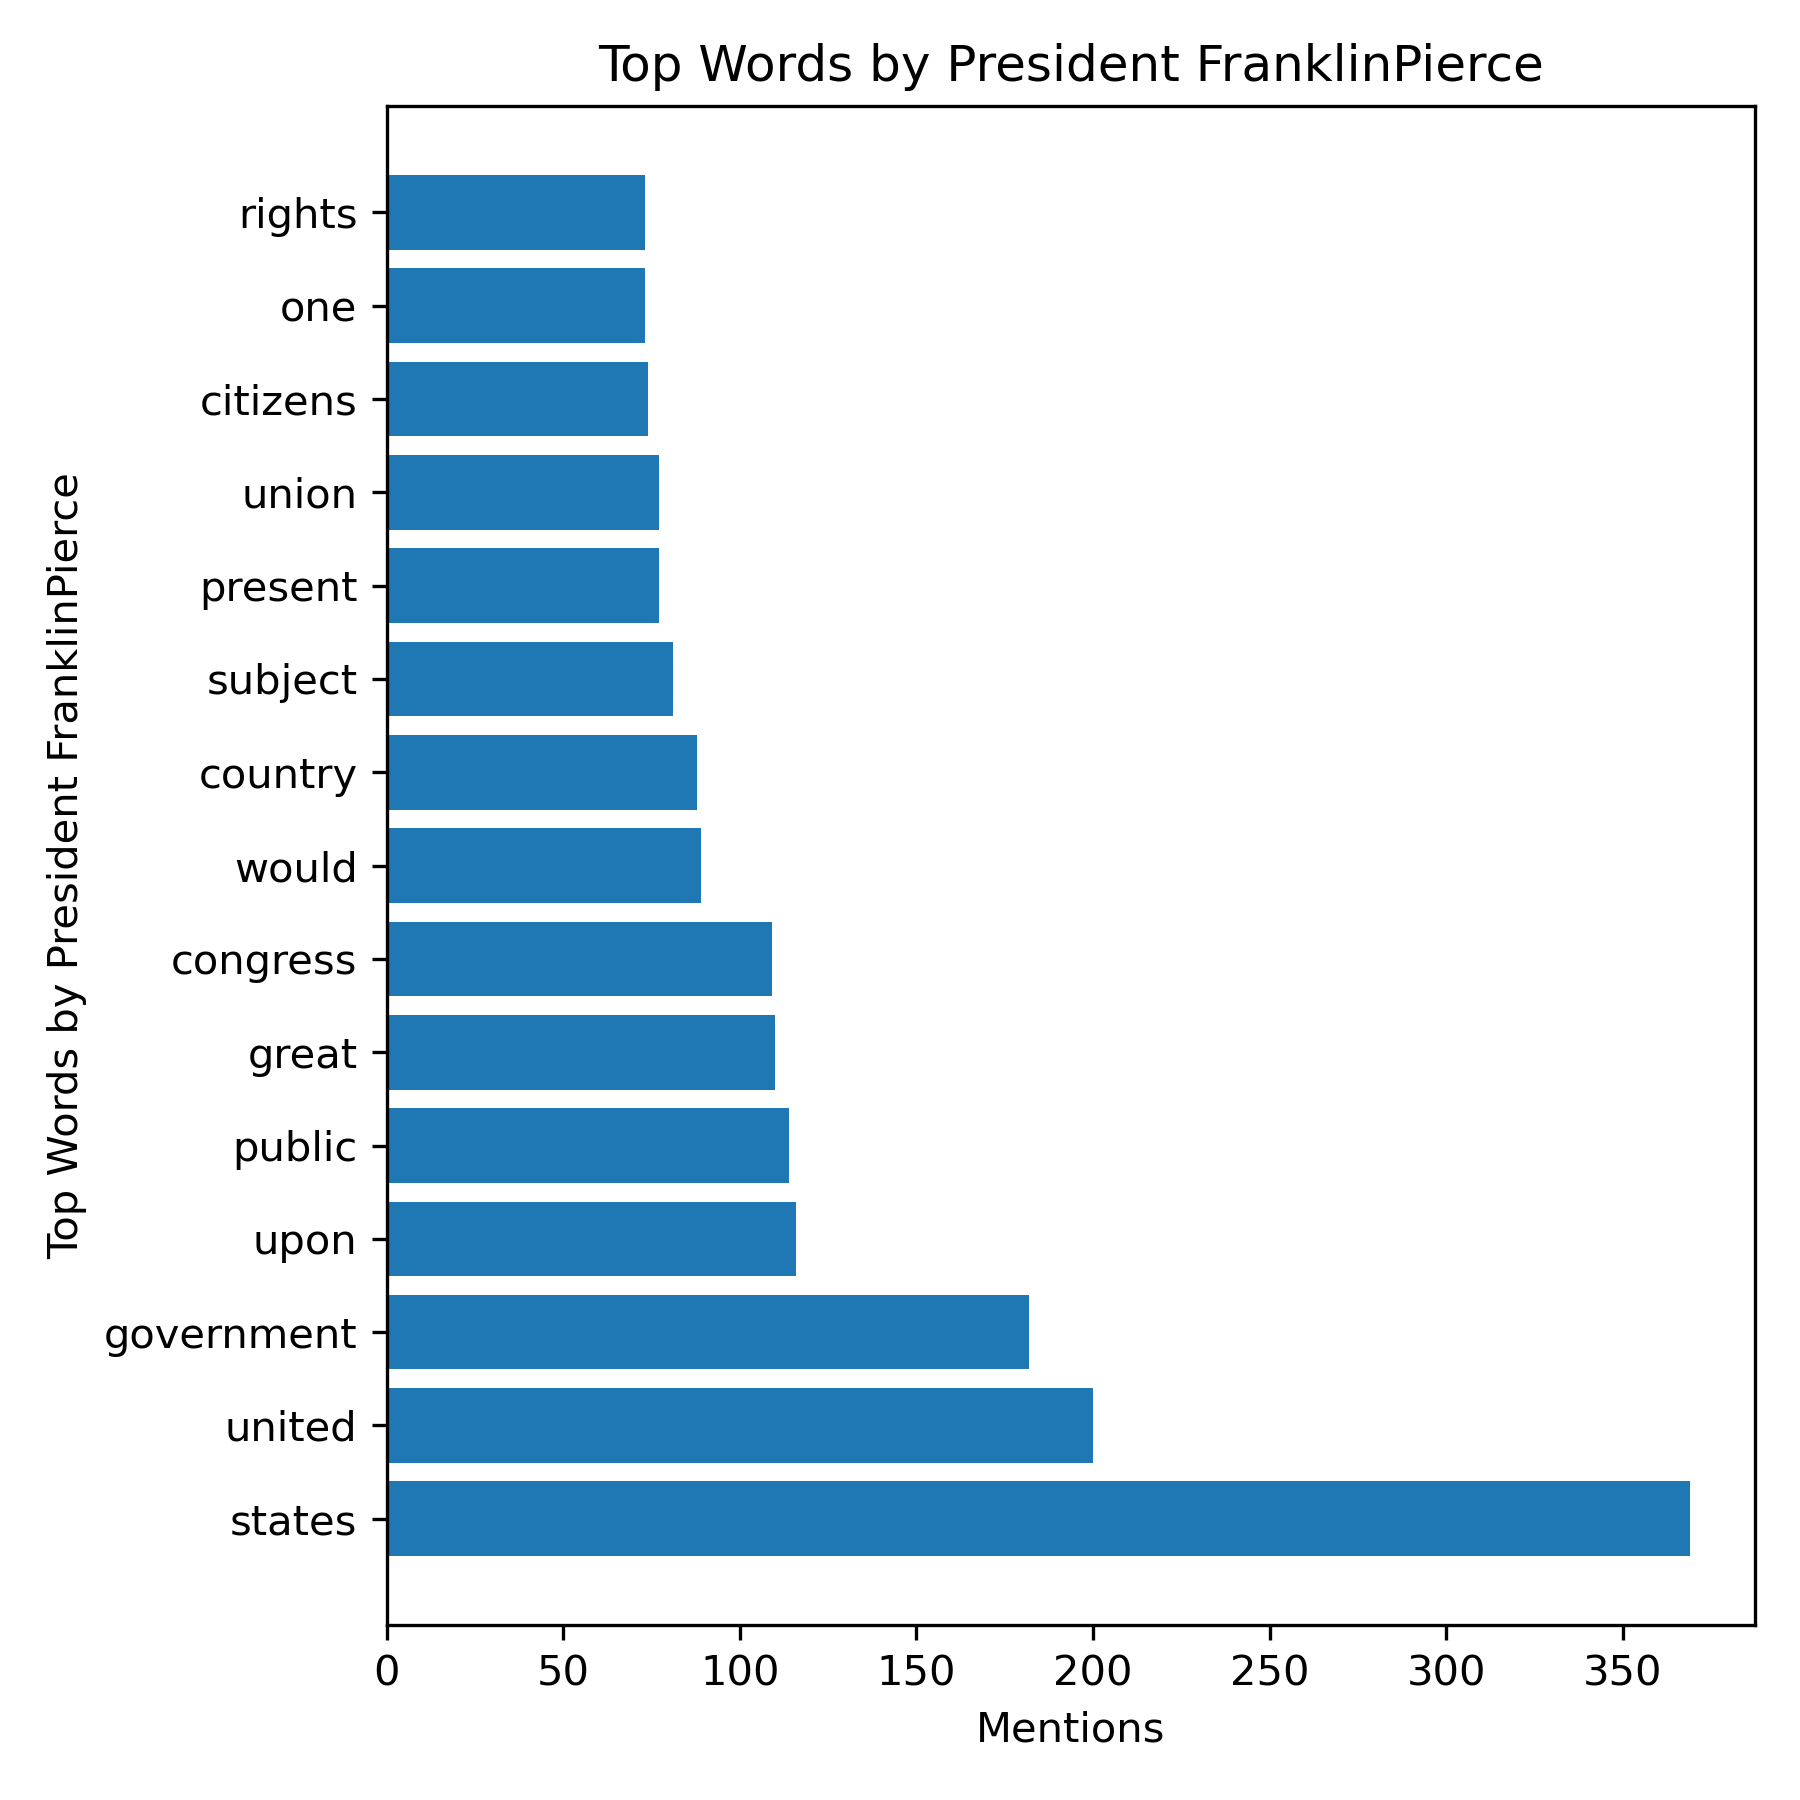 Top Words by President FranklinPierce
Top Words by President FranklinPierce
rights
one
citizens
union
present
subject
country
would
congress
great
public
upon
government
united
states
0 50 100 150 200 250 300 350
Mentions